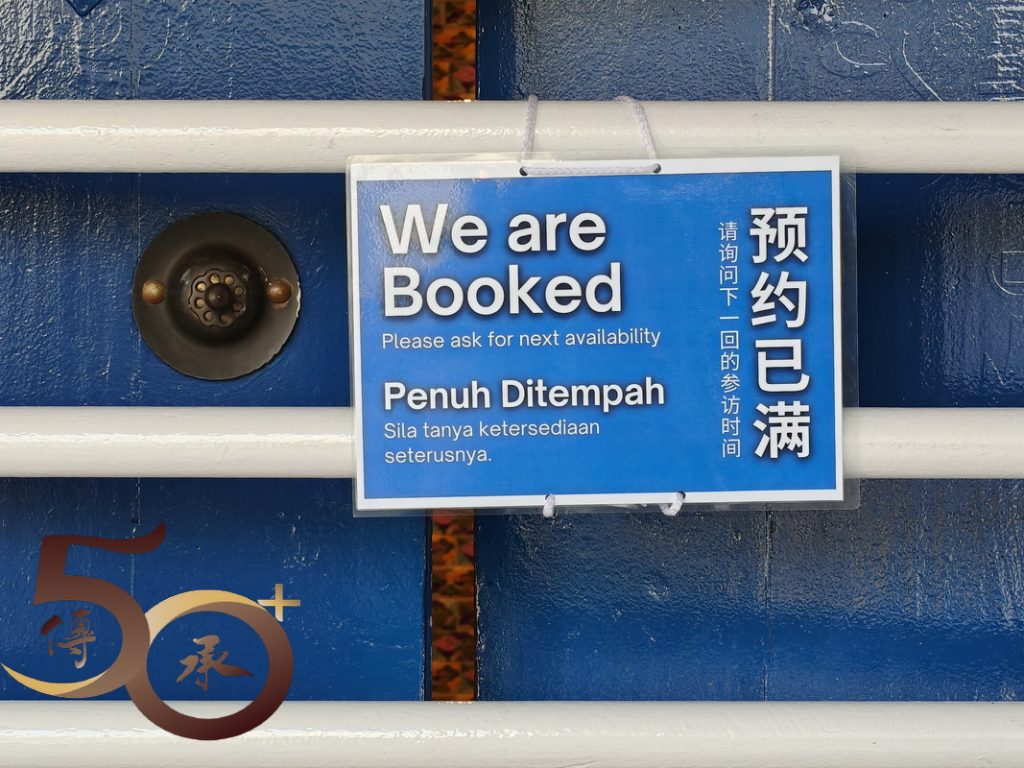 We are
Booked
Please ask for next availability
Penuh Ditempah
Sila tanya ketersediaan
seterusnya.
预约已满
请询问下一回的参访时间
50+
傳承